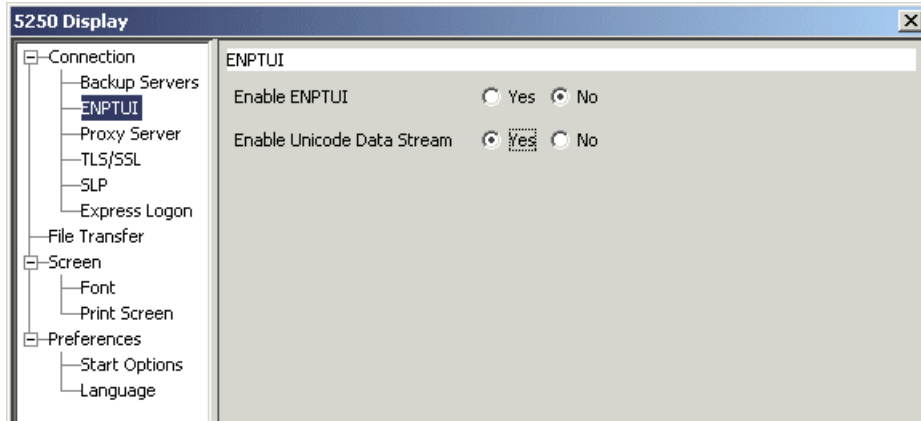 5250 Display
Connection
Backup Servers
ENPTUI
Proxy Server
TLS/SSL
SLP
Express Logon
File Transfer
Screen
Font
Print Screen
Preferences
Start Options
Language
ENPTUI
Enable ENPTUI Yes No
Enable Unicode Data Stream Yes No